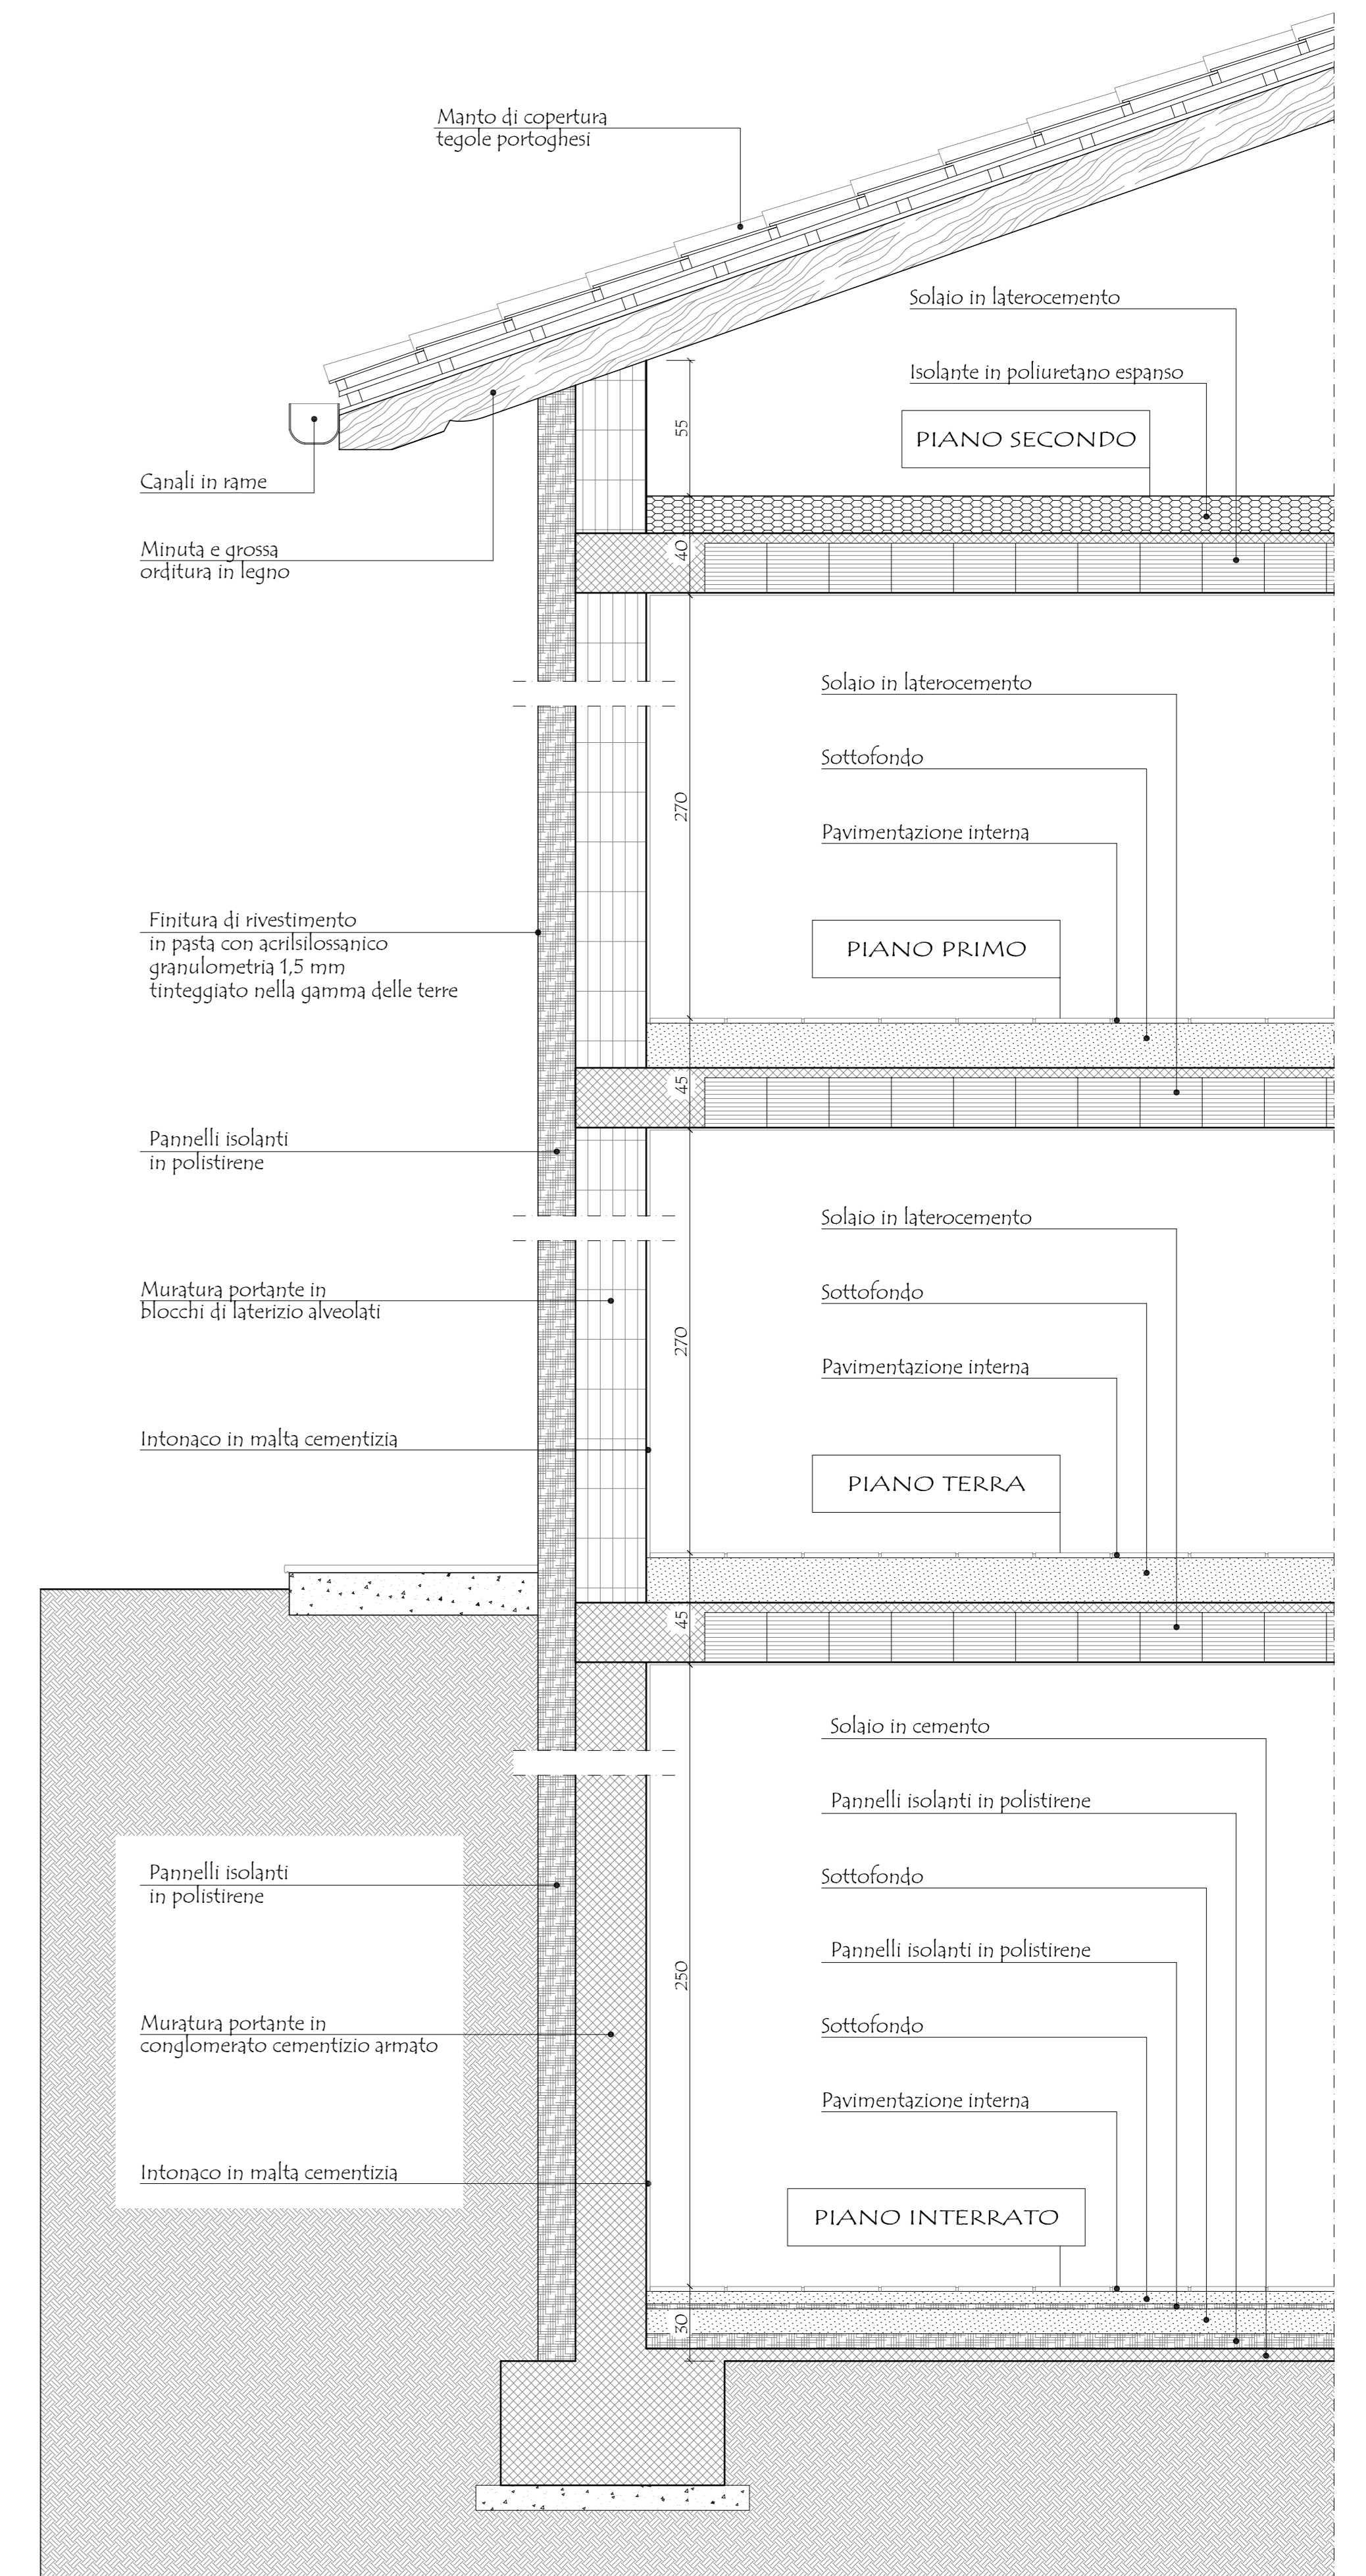 Manto di copertura
tegole portoghesi
Solaio in laterocemento
Isolante in poliuretano espanso
PIANO SECONDO
55
Canali in rame
Minuta e grossa
orditura in legno
40
Solaio in laterocemento
Sottofondo
270
Pavimentazione interna
Finitura di rivestimento
in pasta con acrilsilossanico
granulometria 1,5 mm
tinteggiato nella gamma delle terre
PIANO PRIMO
45
Pannelli isolanti
in polistirene
Solaio in laterocemento
Muratura portante in
blocchi di laterizio alveolati
Sottofondo
270
Pavimentazione interna
Intonaco in malta cementizia
PIANO TERRA
45
Solaio in cemento
Pannelli isolanti in polistirene
Pannelli isolanti
in polistirene
Sottofondo
Pannelli isolanti in polistirene
250
Muratura portante in
conglomerato cementizio armato
Sottofondo
Pavimentazione interna
Intonaco in malta cementizia
PIANO INTERRATO
30